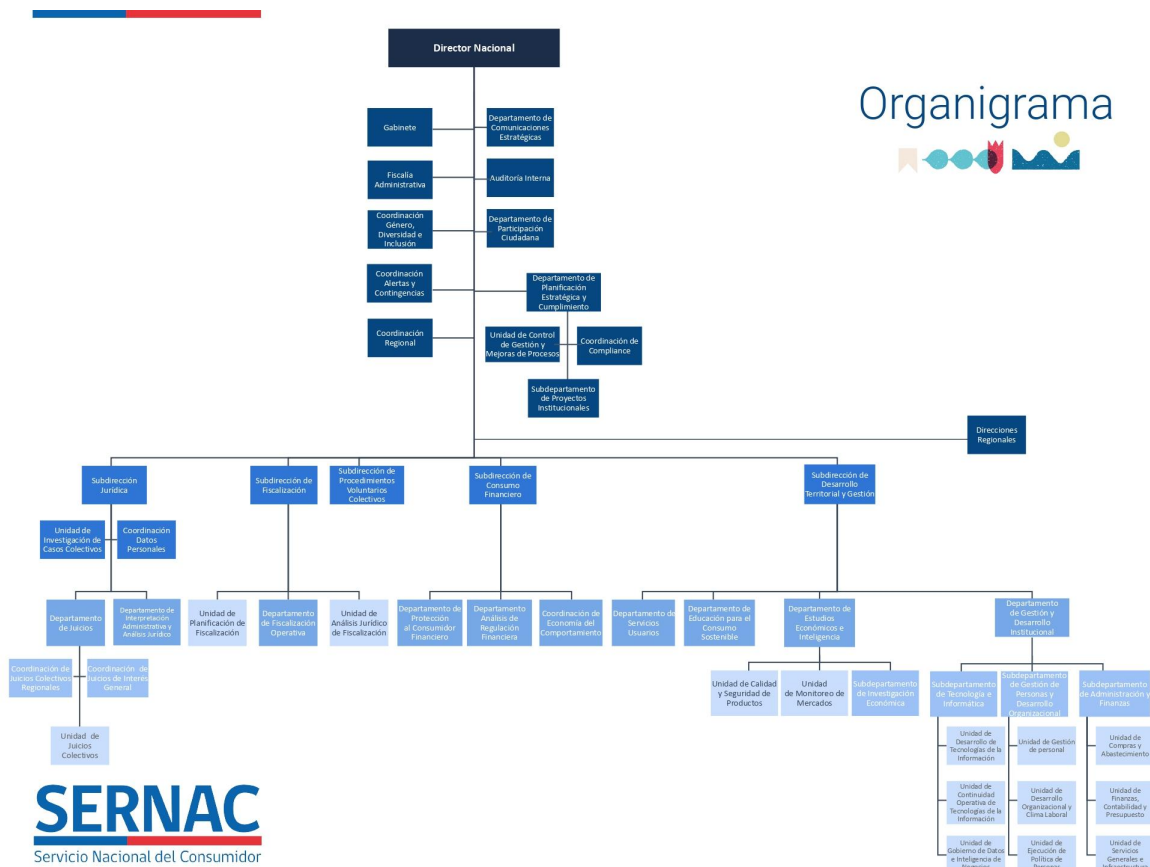 Director Nacional
Organigrama
Gabinete
Departamento de
Comunicaciones
Estratégicas
Fiscalía
Administrativa
Auditoría Interna
Coordinación
Género,
Diversidad e
Inclusión
Departamento de
Participación
Ciudadana
Coordinación
Alertas y
Contingencias
Departamento de
Planificación
Estratégica y
Cumplimiento
Coordinación
Regional
Unidad de Control
de Gestión y
Mejoras de Procesos
Coordinación de
Compliance
Subdepartamento
de Proyectos
Institucionales
Direcciones
Regionales
Subdirección
Jurídica
Subdirección
de Fiscalización
Subdirección de
Procedimientos
Voluntarios
Colectivos
Subdirección de
Consumo
Financiero
Subdirección de
Desarrollo
Territorial y Gestión
Unidad de
Investigación de
Casos Colectivos
Coordinación
Datos
Personales
Departamento
de Juicios
Departamento de
Interpretación
Administrativa y
Análisis Jurídico
Unidad de
Planificación de
Fiscalización
Departamento
de Fiscalización
Operativa
Unidad de
Análisis Jurídico
de Fiscalización
Departamento
de Protección
al Consumidor
Financiero
Departamento
Análisis de
Regulación
Financiera
Coordinación de
Economía del
Comportamiento
Departamento de
Servicios
Usuarios
Departamento de
Educación para el
Consumo
Sostenible
Departamento de
Estudios
Económicos e
Inteligencia
Departamento
de Gestión y
Desarrollo
Institucional
Coordinación de
Juicios Colectivos
Regionales
Coordinación de
Juicios de Interés
General
Unidad de
Juicios
Colectivos
Unidad de Calidad
y Seguridad de
Productos
Unidad
de Monitoreo de
Mercados
Subdepartamento
de Investigación
Económica
Subdepartamento
de Tecnología e
Informática
Subdepartamento
de Gestión de
Personas y
Desarrollo
Organizacional
Subdepartamento
de Administración y
Finanzas
Unidad de
Desarrollo de
Tecnologías de la
Información
Unidad de Gestión
de personal
Unidad de
Compras y
Abastecimiento
Unidad de
Continuidad
Operativa de
Tecnologías de la
Información
Unidad de
Desarrollo
Organizacional y
Clima Laboral
Unidad de
Finanzas,
Contabilidad y
Presupuesto
Unidad de
Gobierno de Datos
e Inteligencia de
Unidad de
Ejecución de
Política de
Unidad de
Servicios
Generales e
SERNAC
Servicio Nacional del Consumidor